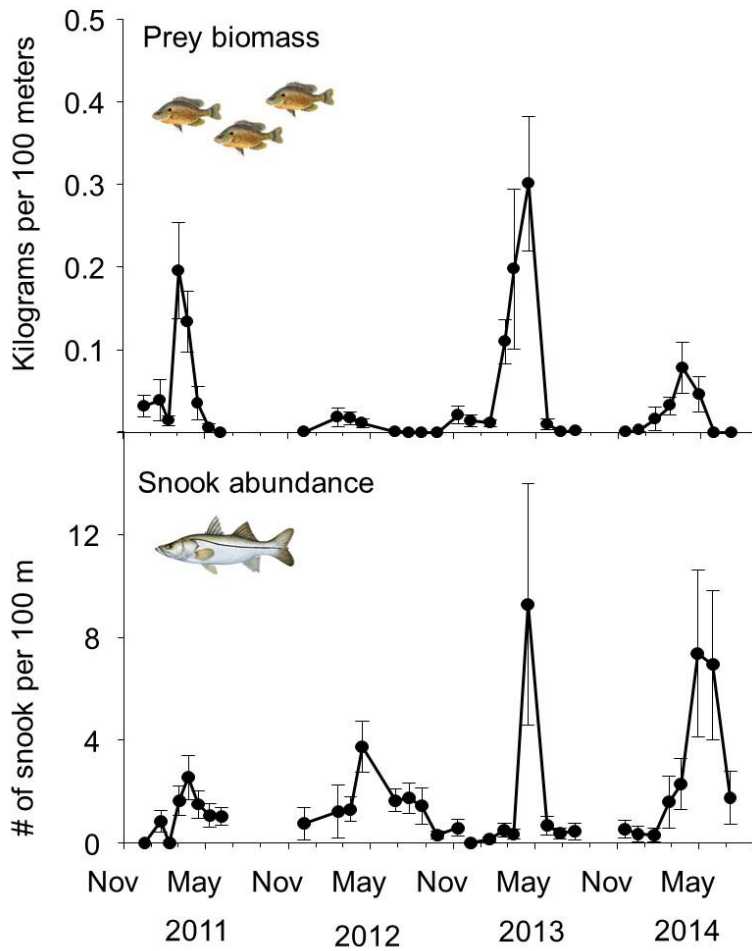 Prey biomass
Kilograms per 100 meters
0.5
0.4
0.3
0.2
0.1
Snook abundance
# of snook per 100 m
12
8
4
0
Nov May Nov May Nov May Nov May
2011 2012 2013 2014